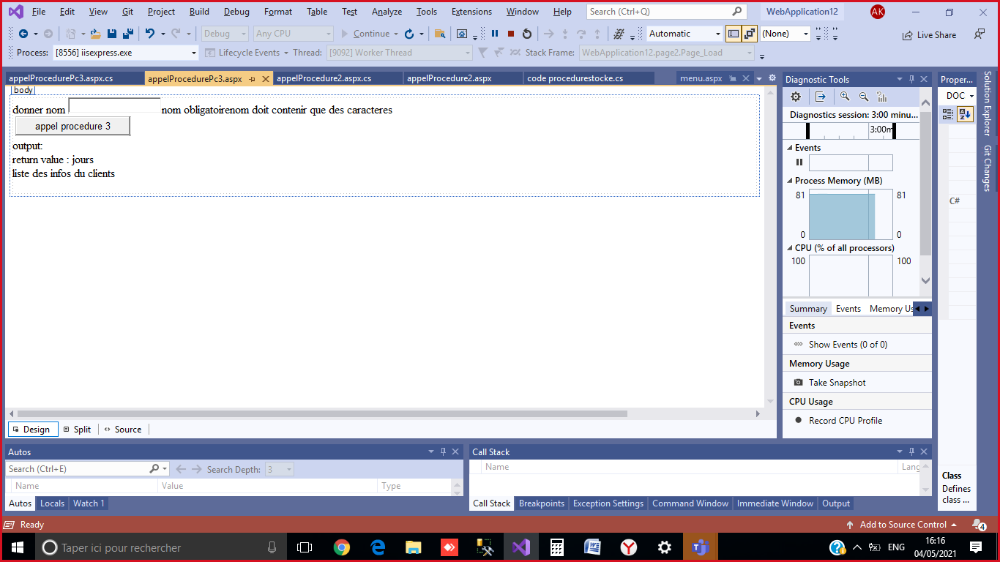 File Edit View Git Project Build Debug Format Table Test Analyze Tools Extensions Window Help Search (Ctrl+Q) WebApplication12 AK
Debug Any CPU Continue Automatic (None) Live Share
Process: [8556] iisexpress.exe Lifecycle Events Thread: [9092] Worker Thread Stack Frame: WebApplication12.page2.Page_Load
appelProcedurePc3.aspx.cs appelProcedurePc3.aspx appelProcedure2.aspx.cs appelProcedure2.aspx code procedurestocke.cs menu.aspx
body
donner nom nom obligatoirenom doit contenir que des caracteres
appel procedure 3
output:
return value : jours
liste des infos du clients
Design Split Source
Diagnostic Tools
Diagnostics session: 3:00 minu...
3:00m
Events
Process Memory (MB)
81 81
0 0
CPU (% of all processors)
100 100
Summary Events Memory Us
Events
Show Events (0 of 0)
Memory Usage
Take Snapshot
CPU Usage
Record CPU Profile
Proper...
DOC
C#
Class
Defines
class ...
Solution Explorer
Git Changes
Autos
Search (Ctrl+E) Search Depth: 3
Name Value Type
Autos Locals Watch 1
Call Stack
Name Lang
Call Stack Breakpoints Exception Settings Command Window Immediate Window Output
Ready Add to Source Control 4
Taper ici pour rechercher ENG 16:16
04/05/2021